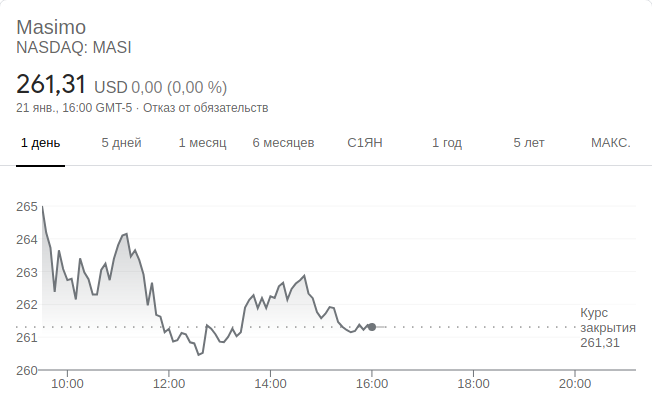 Masimo
NASDAQ: MASI
261,31 USD 0,00 (0,00 %)
21 янв., 16:00 GMT-5 · Отказ от обязательств
1 день 5 дней 1 месяц 6 месяцев С1ЯН 1 год 5 лет МАКС.
265
264
263
262
261
260
Курс
закрытия
261,31
10:00 12:00 14:00 16:00 18:00 20:00